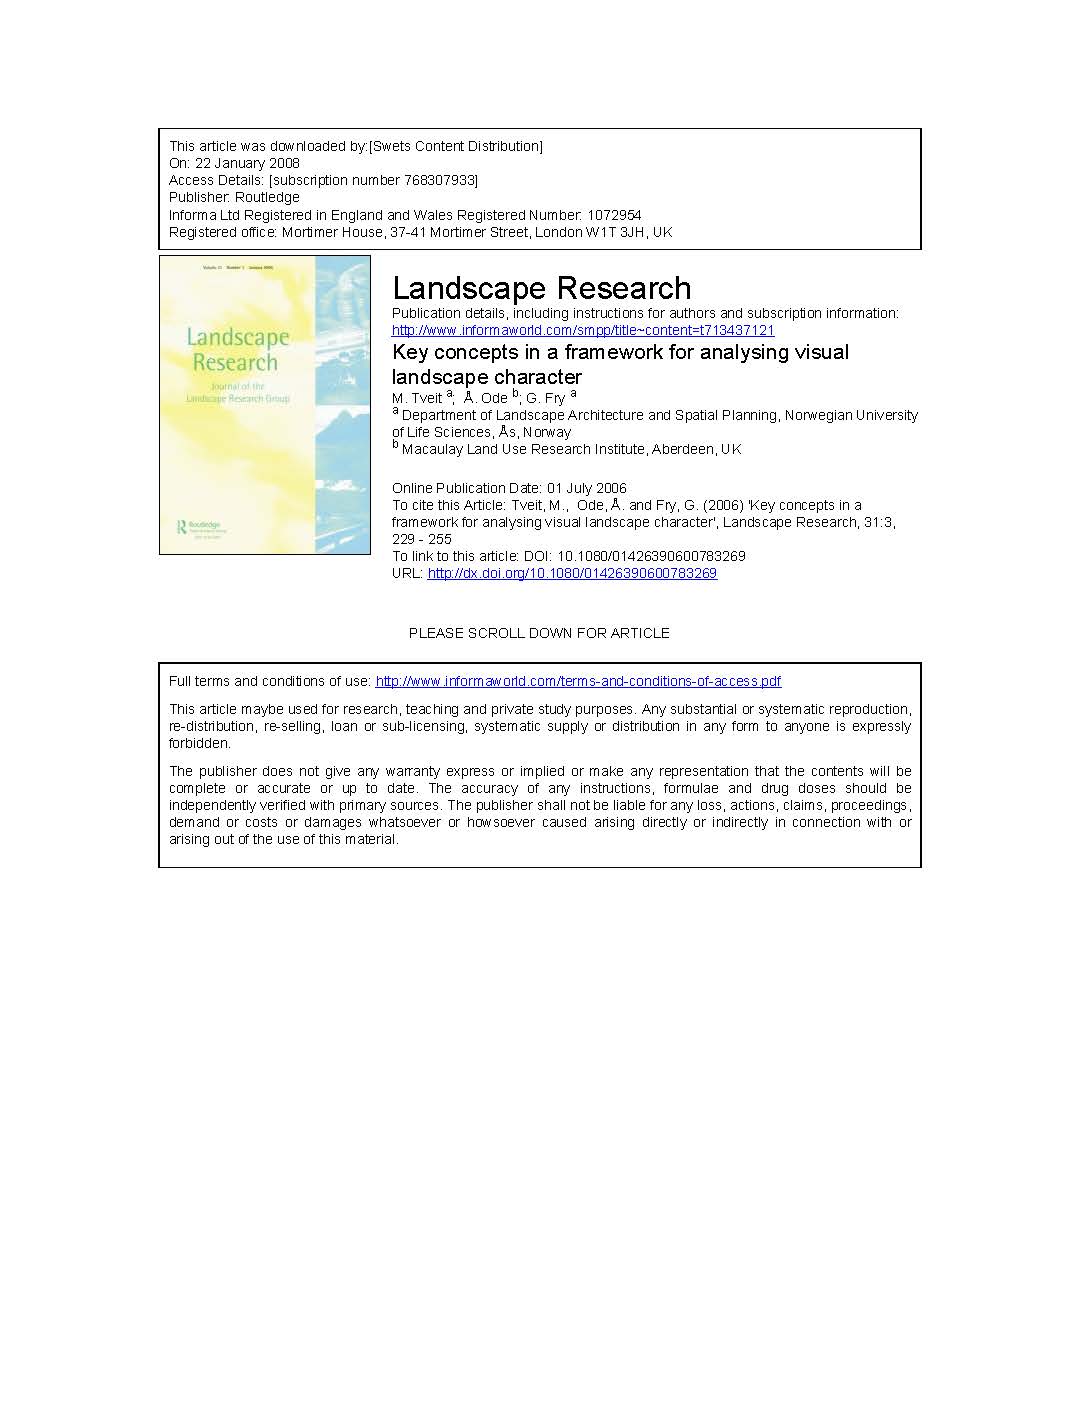 This article was downloaded by:[Swets Content Distribution]
On: 22 January 2008
Access Details: [subscription number 768307933]
Publisher: Routledge
Informa Ltd Registered in England and Wales Registered Number: 1072954
Registered office: Mortimer House, 37-41 Mortimer Street, London W1T 3JH, UK
Landscape
Research
Journal of the
Landscape Research Group
Routledge
Landscape Research
Publication details, including instructions for authors and subscription information:
http://www.informaworld.com/smpp/title~content=t713437121
Key concepts in a framework for analysing visual
landscape character
M. Tveit a; Å. Ode b; G. Fry a
a Department of Landscape Architecture and Spatial Planning, Norwegian University
of Life Sciences, Ås, Norway
b Macaulay Land Use Research Institute, Aberdeen, UK
Online Publication Date: 01 July 2006
To cite this Article: Tveit, M., Ode, Å. and Fry, G. (2006) 'Key concepts in a
framework for analysing visual landscape character', Landscape Research, 31:3,
229 - 255
To link to this article: DOI: 10.1080/01426390600783269
URL: http://dx.doi.org/10.1080/01426390600783269
PLEASE SCROLL DOWN FOR ARTICLE
Full terms and conditions of use: http://www.informaworld.com/terms-and-conditions-of-access.pdf
This article maybe used for research, teaching and private study purposes. Any substantial or systematic reproduction,
re-distribution, re-selling, loan or sub-licensing, systematic supply or distribution in any form to anyone is expressly
forbidden.
The publisher does not give any warranty express or implied or make any representation that the contents will be
complete or accurate or up to date. The accuracy of any instructions, formulae and drug doses should be
independently verified with primary sources. The publisher shall not be liable for any loss, actions, claims, proceedings,
demand or costs or damages whatsoever or howsoever caused arising directly or indirectly in connection with or
arising out of the use of this material.